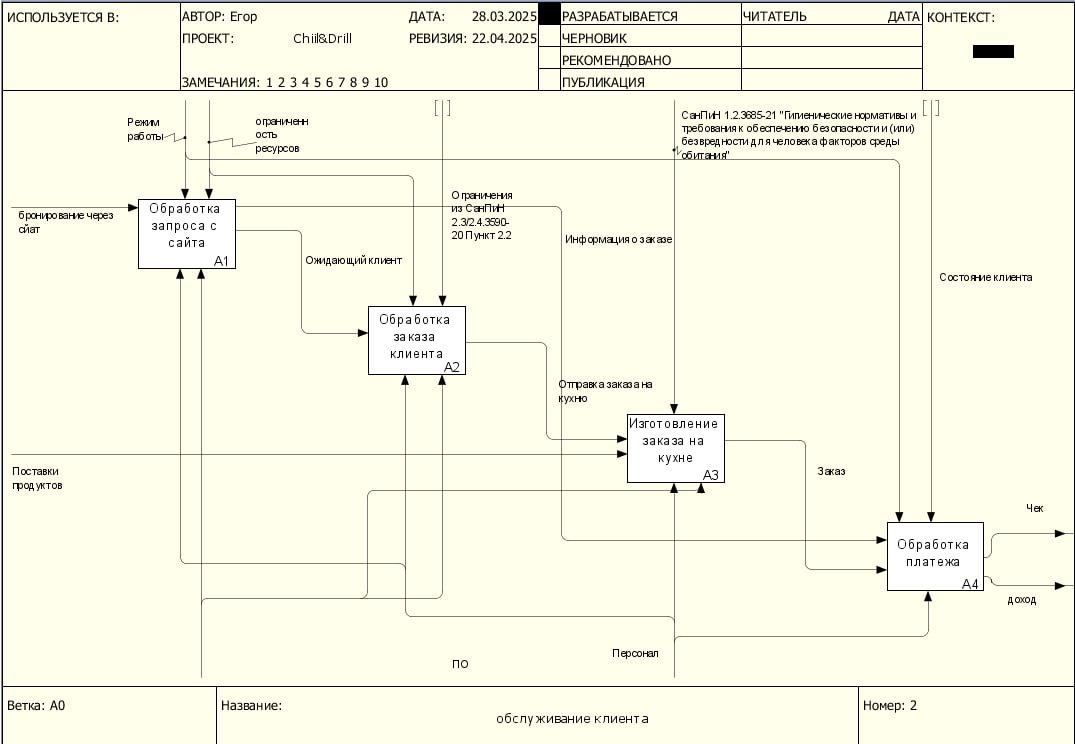 ИСПОЛЬЗУЕТСЯ В:
АВТОР: Егор
ДАТА: 28.03.2025
ПРОЕКТ: Chill&Drill
РЕВИЗИЯ: 22.04.2025
ЗАМЕЧАНИЯ: 1 2 3 4 5 6 7 8 9 10
РАЗРАБАТЫВАЕТСЯ
ЧЕРНОВИК
РЕКОМЕНДОВАНО
ПУБЛИКАЦИЯ
ЧИТАТЕЛЬ
ДАТА
КОНТЕКСТ:
Режим
работы
ограниченн
ость
ресурсов
СанПиН 1.2.3685-21 "Гигиенические нормативы и
требования к обеспечению безопасности и (или)
безвредности для человека факторов среды
обитания"
бронирование через
сйат
Обработка
запроса с
сайта
A1
Ограничения
из СанПиН
2.3/2.4.3590-
20 Пункт 2.2
Информация о заказе
Ожидающий клиент
Состояние клиента
Обработка
заказа
клиента
A2
Отправка заказа на
кухню
Изготовление
заказа на
кухне
A3
Поставки
продуктов
Заказ
Чек
Обработка
платежа
A4
доход
Персонал
ПО
Ветка: A0
Название:
обслуживание клиента
Номер: 2